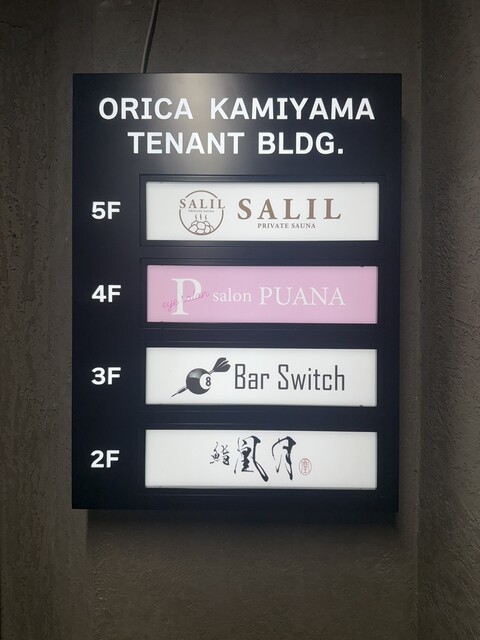 ORICA KAMIYAMA
TENANT BLDG.
5F
SALIL
SALIL
PRIVATE SAUNA
4F
P salon PUANA
3F
8 Bar Switch
2F
鮨 凰月